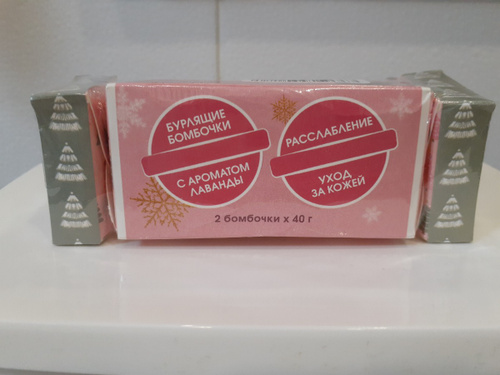 БУРЛЯЩИЕ
БОМБОЧКИ
С АРОМАТОМ
ЛАВАНДЫ
РАССЛАБЛЕНИЕ
УХОД
ЗА КОЖЕЙ
2 бомбочки х 40 г